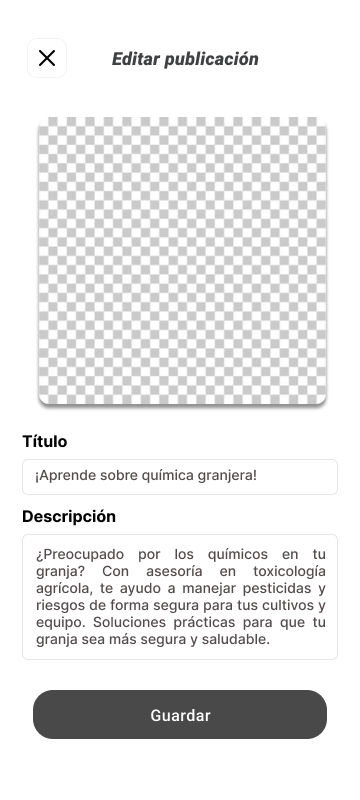 Editar publicación
Título
¡Aprende sobre química granjera!
Descripción
¿Preocupado por los químicos en tu
granja? Con asesoría en toxicología
agrícola, te ayudo a manejar pesticidas y
riesgos de forma segura para tus cultivos y
equipo. Soluciones prácticas para que tu
granja sea más segura y saludable.
Guardar